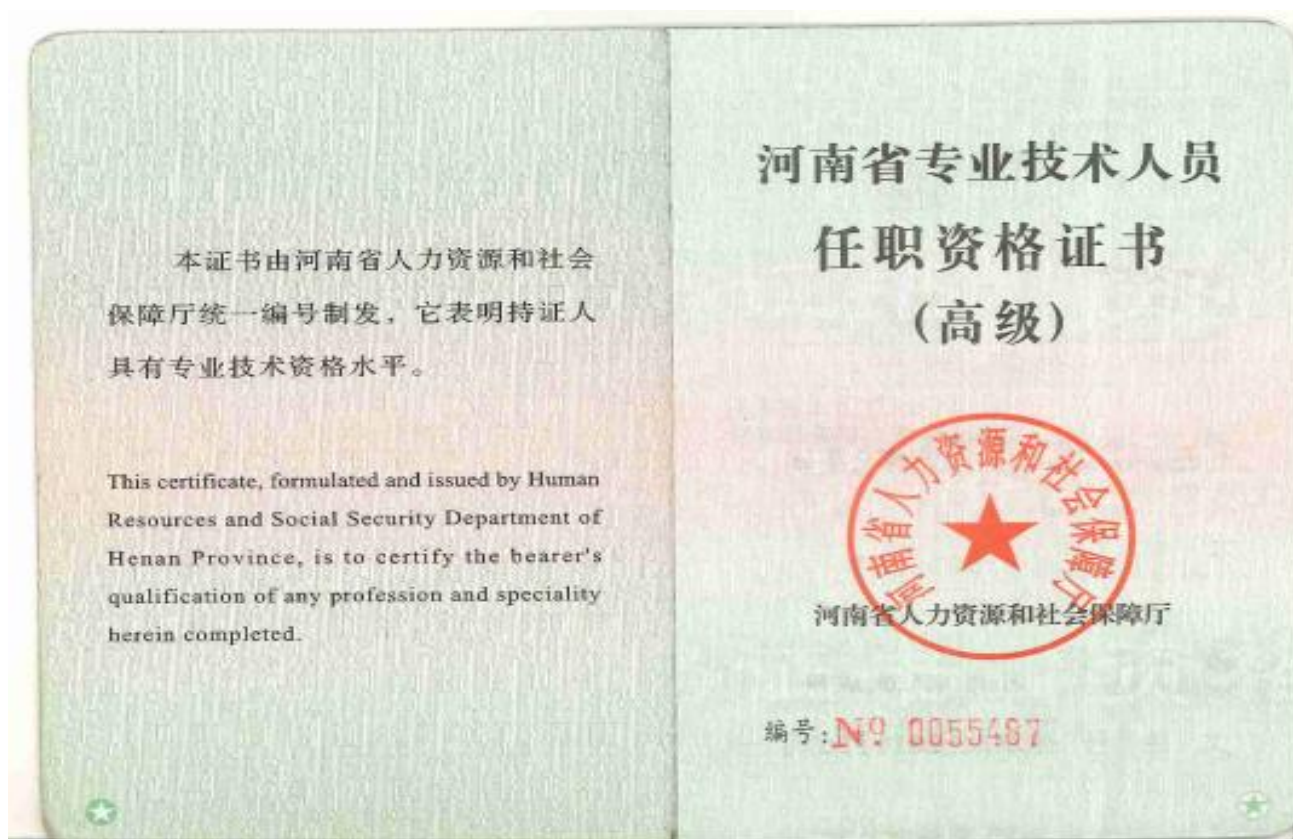 本证书由河南省人力资源和社会
保障厅统一编号制发，它表明持证人
具有专业技术资格水平。
This certificate, formulated and issued by Human
Resources and Social Security Department of
Henan Province, is to certify the bearer's
qualification of any profession and speciality
herein completed.
河南省专业技术人员
任职资格证书
(高级)
河南省人力资源和社会保障厅
河南省人力资源和社会保障厅
编号:No 0055487